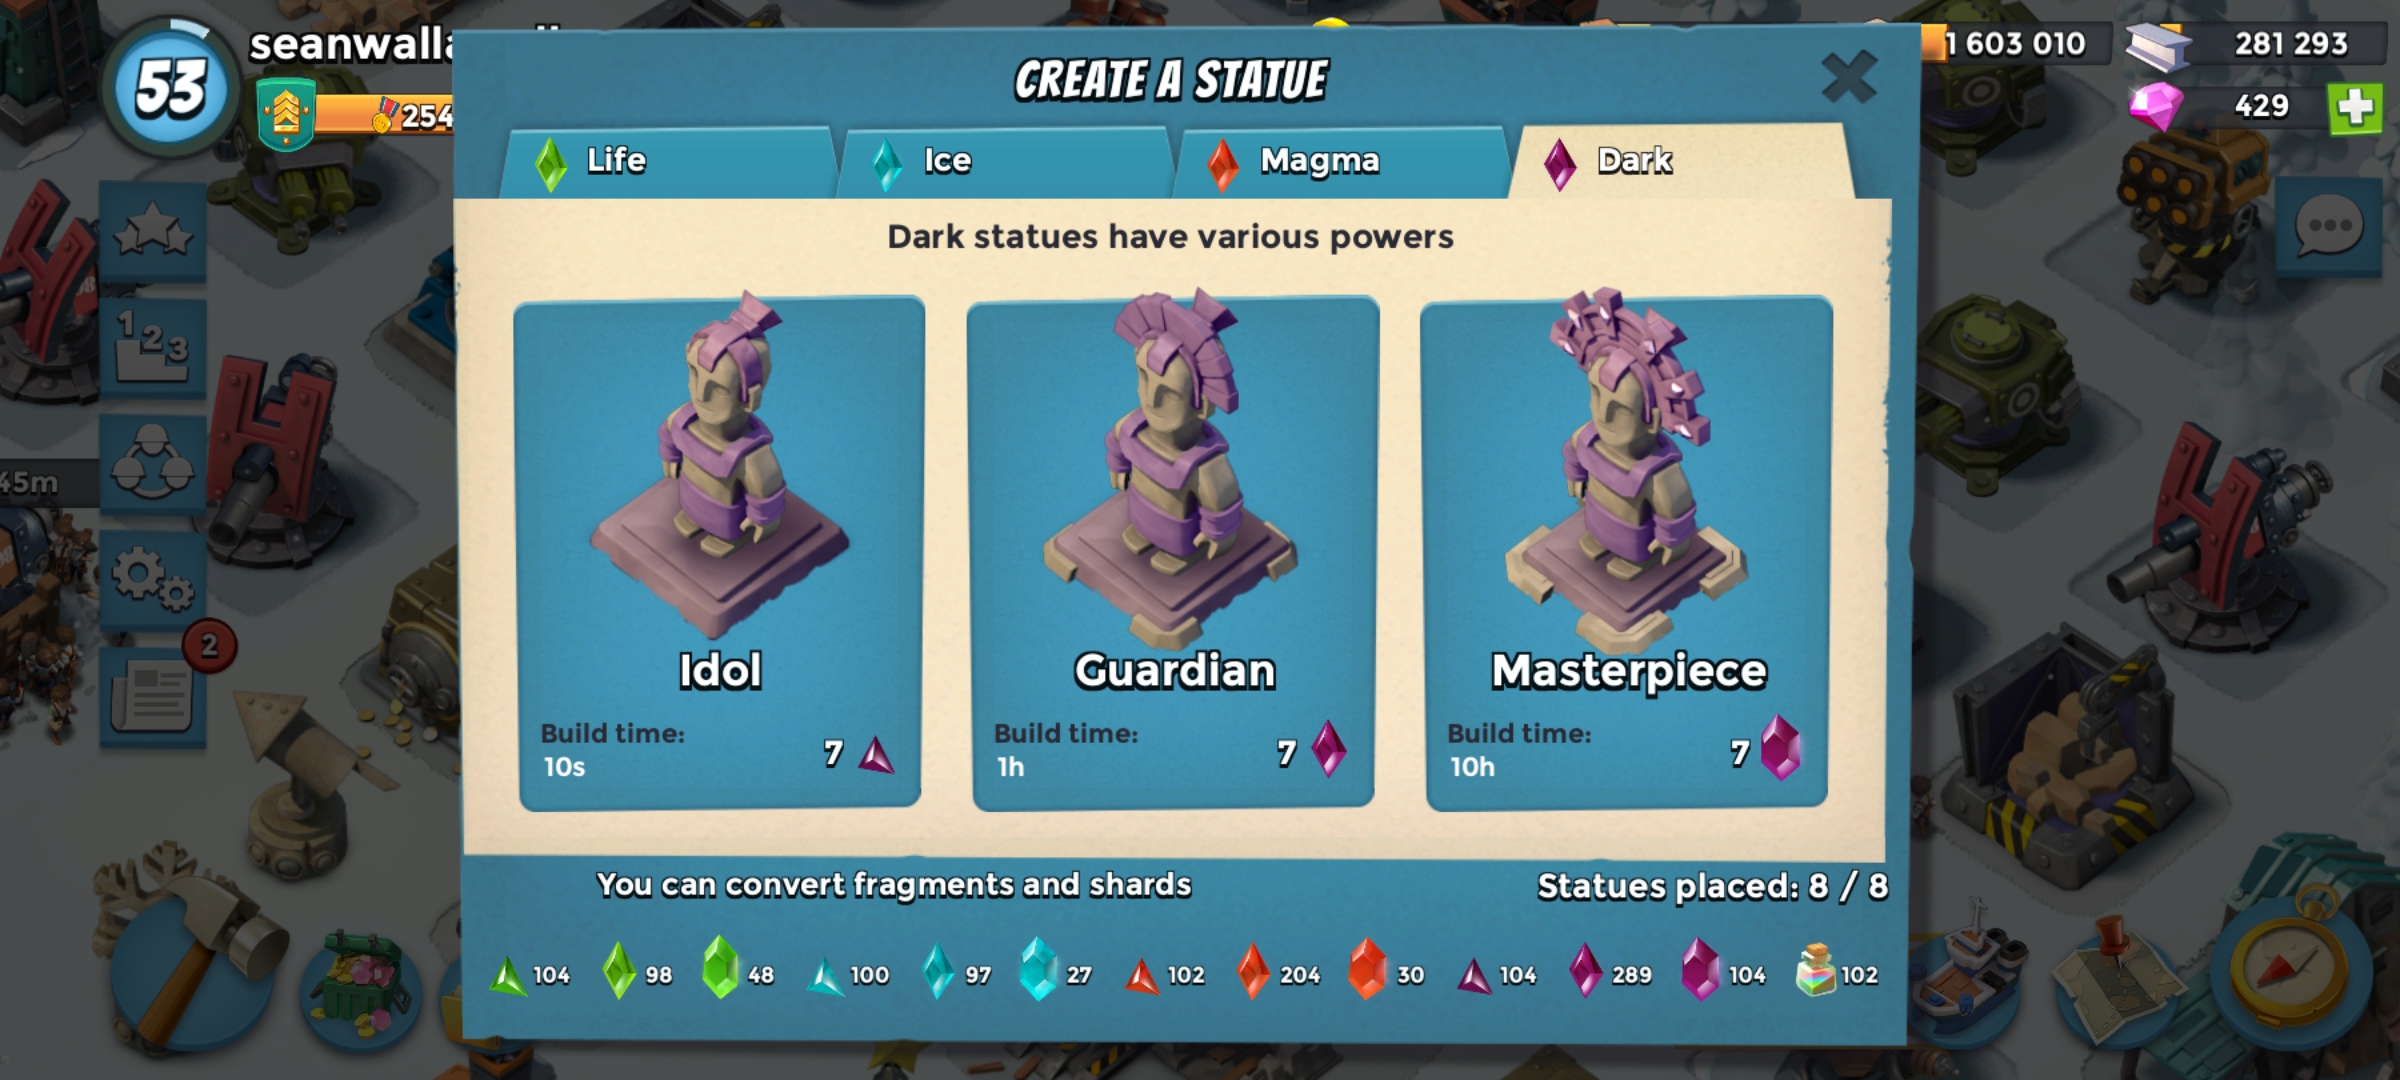 53
seanwalla
254
1 603 010
281 293
429
CREATE A STATUE
Life
Ice
Magma
Dark
Dark statues have various powers
123
45m
2
Idol
Build time:
10s
7
Guardian
Build time:
1h
7
Masterpiece
Build time:
10h
7
You can convert fragments and shards
Statues placed: 8 / 8
104 98 48 100 97 27 102 204 30 104 289 104 102